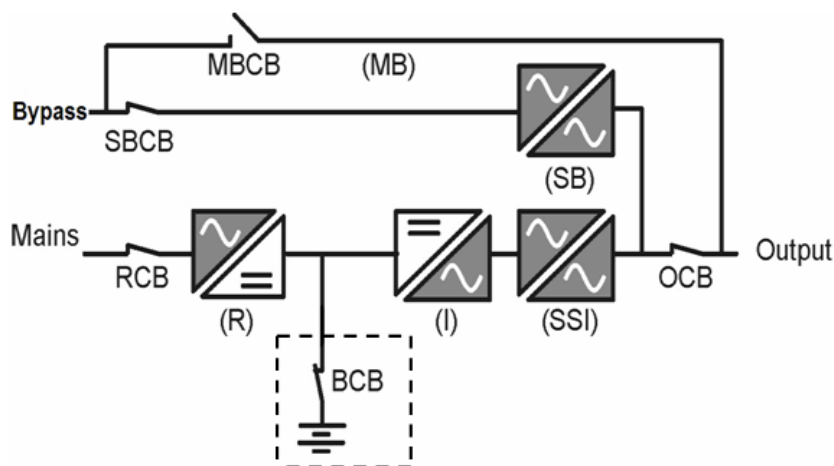 MBCB (MB)
Bypass
SBCB
(SB)
Mains
Output
RCB
OCB
(R) (I) (SSI)
BCB